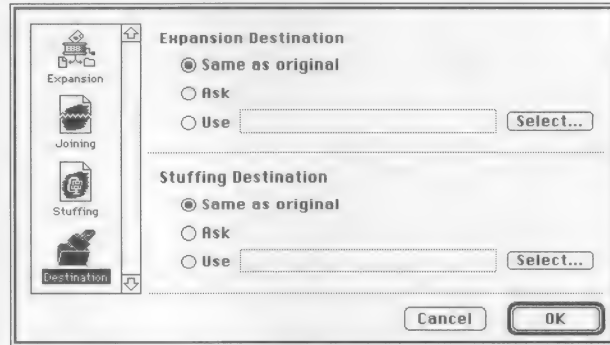 Expansion
Joining
Stuffing
Destination
Expansion Destination
Same as original
Ask
Use
Select...
Stuffing Destination
Same as original
Ask
Use
Select...
Cancel
OK